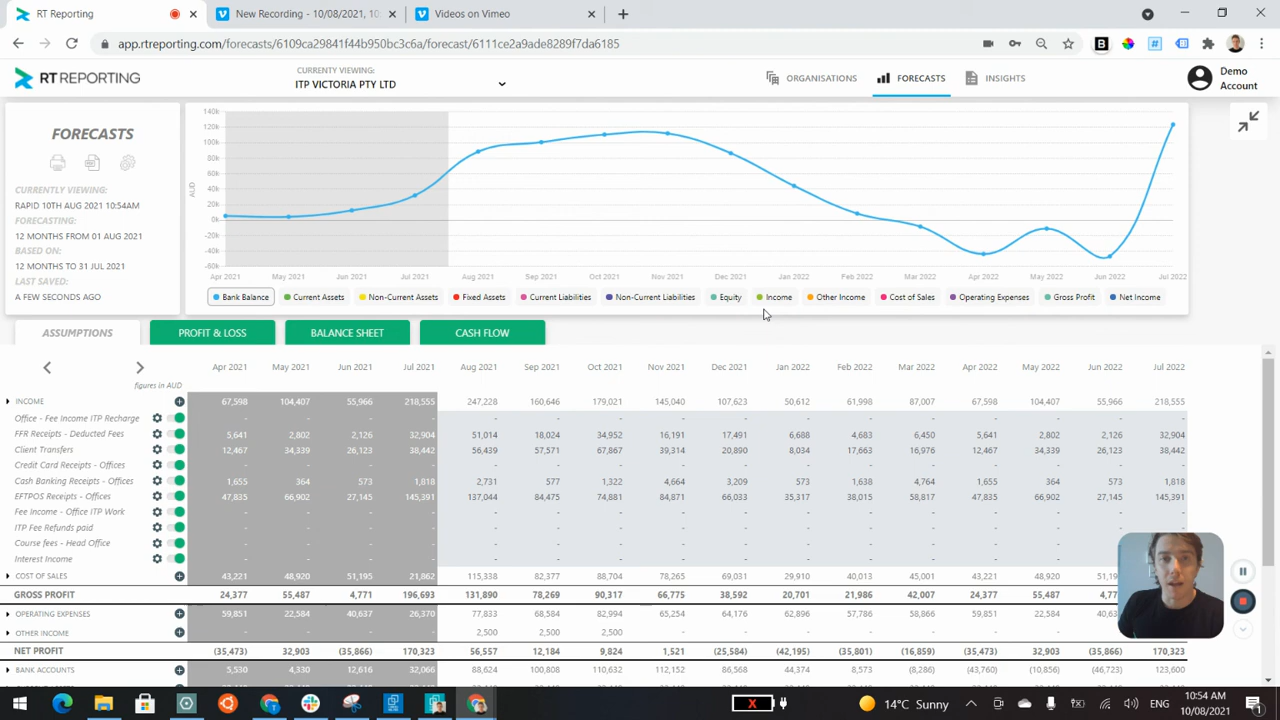 RT Reporting
New Recording - 10/08/2021, 10:
Videos on Vimeo
app.rtreporting.com/forecasts/6109ca29841f44b950bc3c6a/forecast/6111ce2a9ade8289f7da6185
RT REPORTING
CURRENTLY VIEWING:
ITP VICTORIA PTY LTD
ORGANISATIONS
FORECASTS
INSIGHTS
Demo Account
FORECASTS
CURRENTLY VIEWING:
RAPID 10TH AUG 2021 10:54AM
FORECASTING:
12 MONTHS FROM 01 AUG 2021
BASED ON:
12 MONTHS TO 31 JUL 2021
LAST SAVED:
A FEW SECONDS AGO
140k
120k
100k
80k
60k
40k
20k
0k
-20k
-40k
-60k
AUD
Apr 2021 May 2021 Jun 2021 Jul 2021 Aug 2021 Sep 2021 Oct 2021 Nov 2021 Dec 2021 Jan 2022 Feb 2022 Mar 2022 Apr 2022 May 2022 Jun 2022 Jul 2022
Bank Balance Current Assets Non-Current Assets Fixed Assets Current Liabilities Non-Current Liabilities Equity Income Other Income Cost of Sales Operating Expenses Gross Profit Net Income
ASSUMPTIONS PROFIT & LOSS BALANCE SHEET CASH FLOW
Apr 2021 May 2021 Jun 2021 Jul 2021 Aug 2021 Sep 2021 Oct 2021 Nov 2021 Dec 2021 Jan 2022 Feb 2022 Mar 2022 Apr 2022 May 2022 Jun 2022 Jul 2022
figures in AUD
INCOME 67,598 104,407 55,966 218,555 247,228 160,646 179,021 145,040 107,623 50,612 61,998 87,007 67,598 104,407 55,966 218,555
Office - Fee Income ITP Recharge - - - - - - - - - - - - - - - -
FFR Receipts - Deducted Fees 5,641 2,802 2,126 32,904 51,014 18,024 34,952 16,191 17,491 6,688 4,683 6,450 5,641 2,802 2,126 32,904
Client Transfers 12,467 34,339 26,123 38,442 56,439 57,571 67,867 39,314 20,890 8,034 17,663 16,976 12,467 34,339 26,123 38,442
Credit Card Receipts - Offices - - - - - - - - - - - - - - - -
Cash Banking Receipts - Offices 1,655 364 573 1,818 2,731 577 1,322 4,664 3,209 573 1,638 4,764 1,655 364 573 1,818
EFTPOS Receipts - Offices 47,835 66,902 27,145 145,391 137,044 84,475 74,881 84,871 66,033 35,317 38,015 58,817 47,835 66,902 27,145 145,391
Fee Income - Office ITP Work - - - - - - - - - - - - - - - -
ITP Fee Refunds paid - - - - - - - - - - - - - - - -
Course fees - Head Office - - - - - - - - - - - - - -
Interest Income - - - - - - - - - - - - - -
COST OF SALES 43,221 48,920 51,195 21,862 115,338 82,377 88,704 78,265 69,031 29,910 40,013 45,001 43,221 48,920 51,19
GROSS PROFIT 24,377 55,487 4,771 196,693 131,890 78,269 90,317 66,775 38,592 20,701 21,986 42,007 24,377 55,487 4,77
OPERATING EXPENSES 59,851 22,584 40,637 26,370 77,833 68,584 82,994 65,254 64,176 62,896 57,786 58,866 59,851 22,584 40,63
OTHER INCOME - - - - 2,500 2,500 2,500 - - - - - - - -
NET PROFIT (35,473) 32,903 (35,866) 170,323 56,557 12,184 9,824 1,521 (25,584) (42,195) (35,801) (16,859) (35,473) 32,903 (35,866) 170,323
BANK ACCOUNTS 5,530 4,330 12,616 32,066 88,624 100,808 110,632 112,152 86,568 44,374 8,573 (8,286) (43,760) (10,856) (46,723) 123,600
14°C Sunny
ENG
10:54 AM
10/08/2021